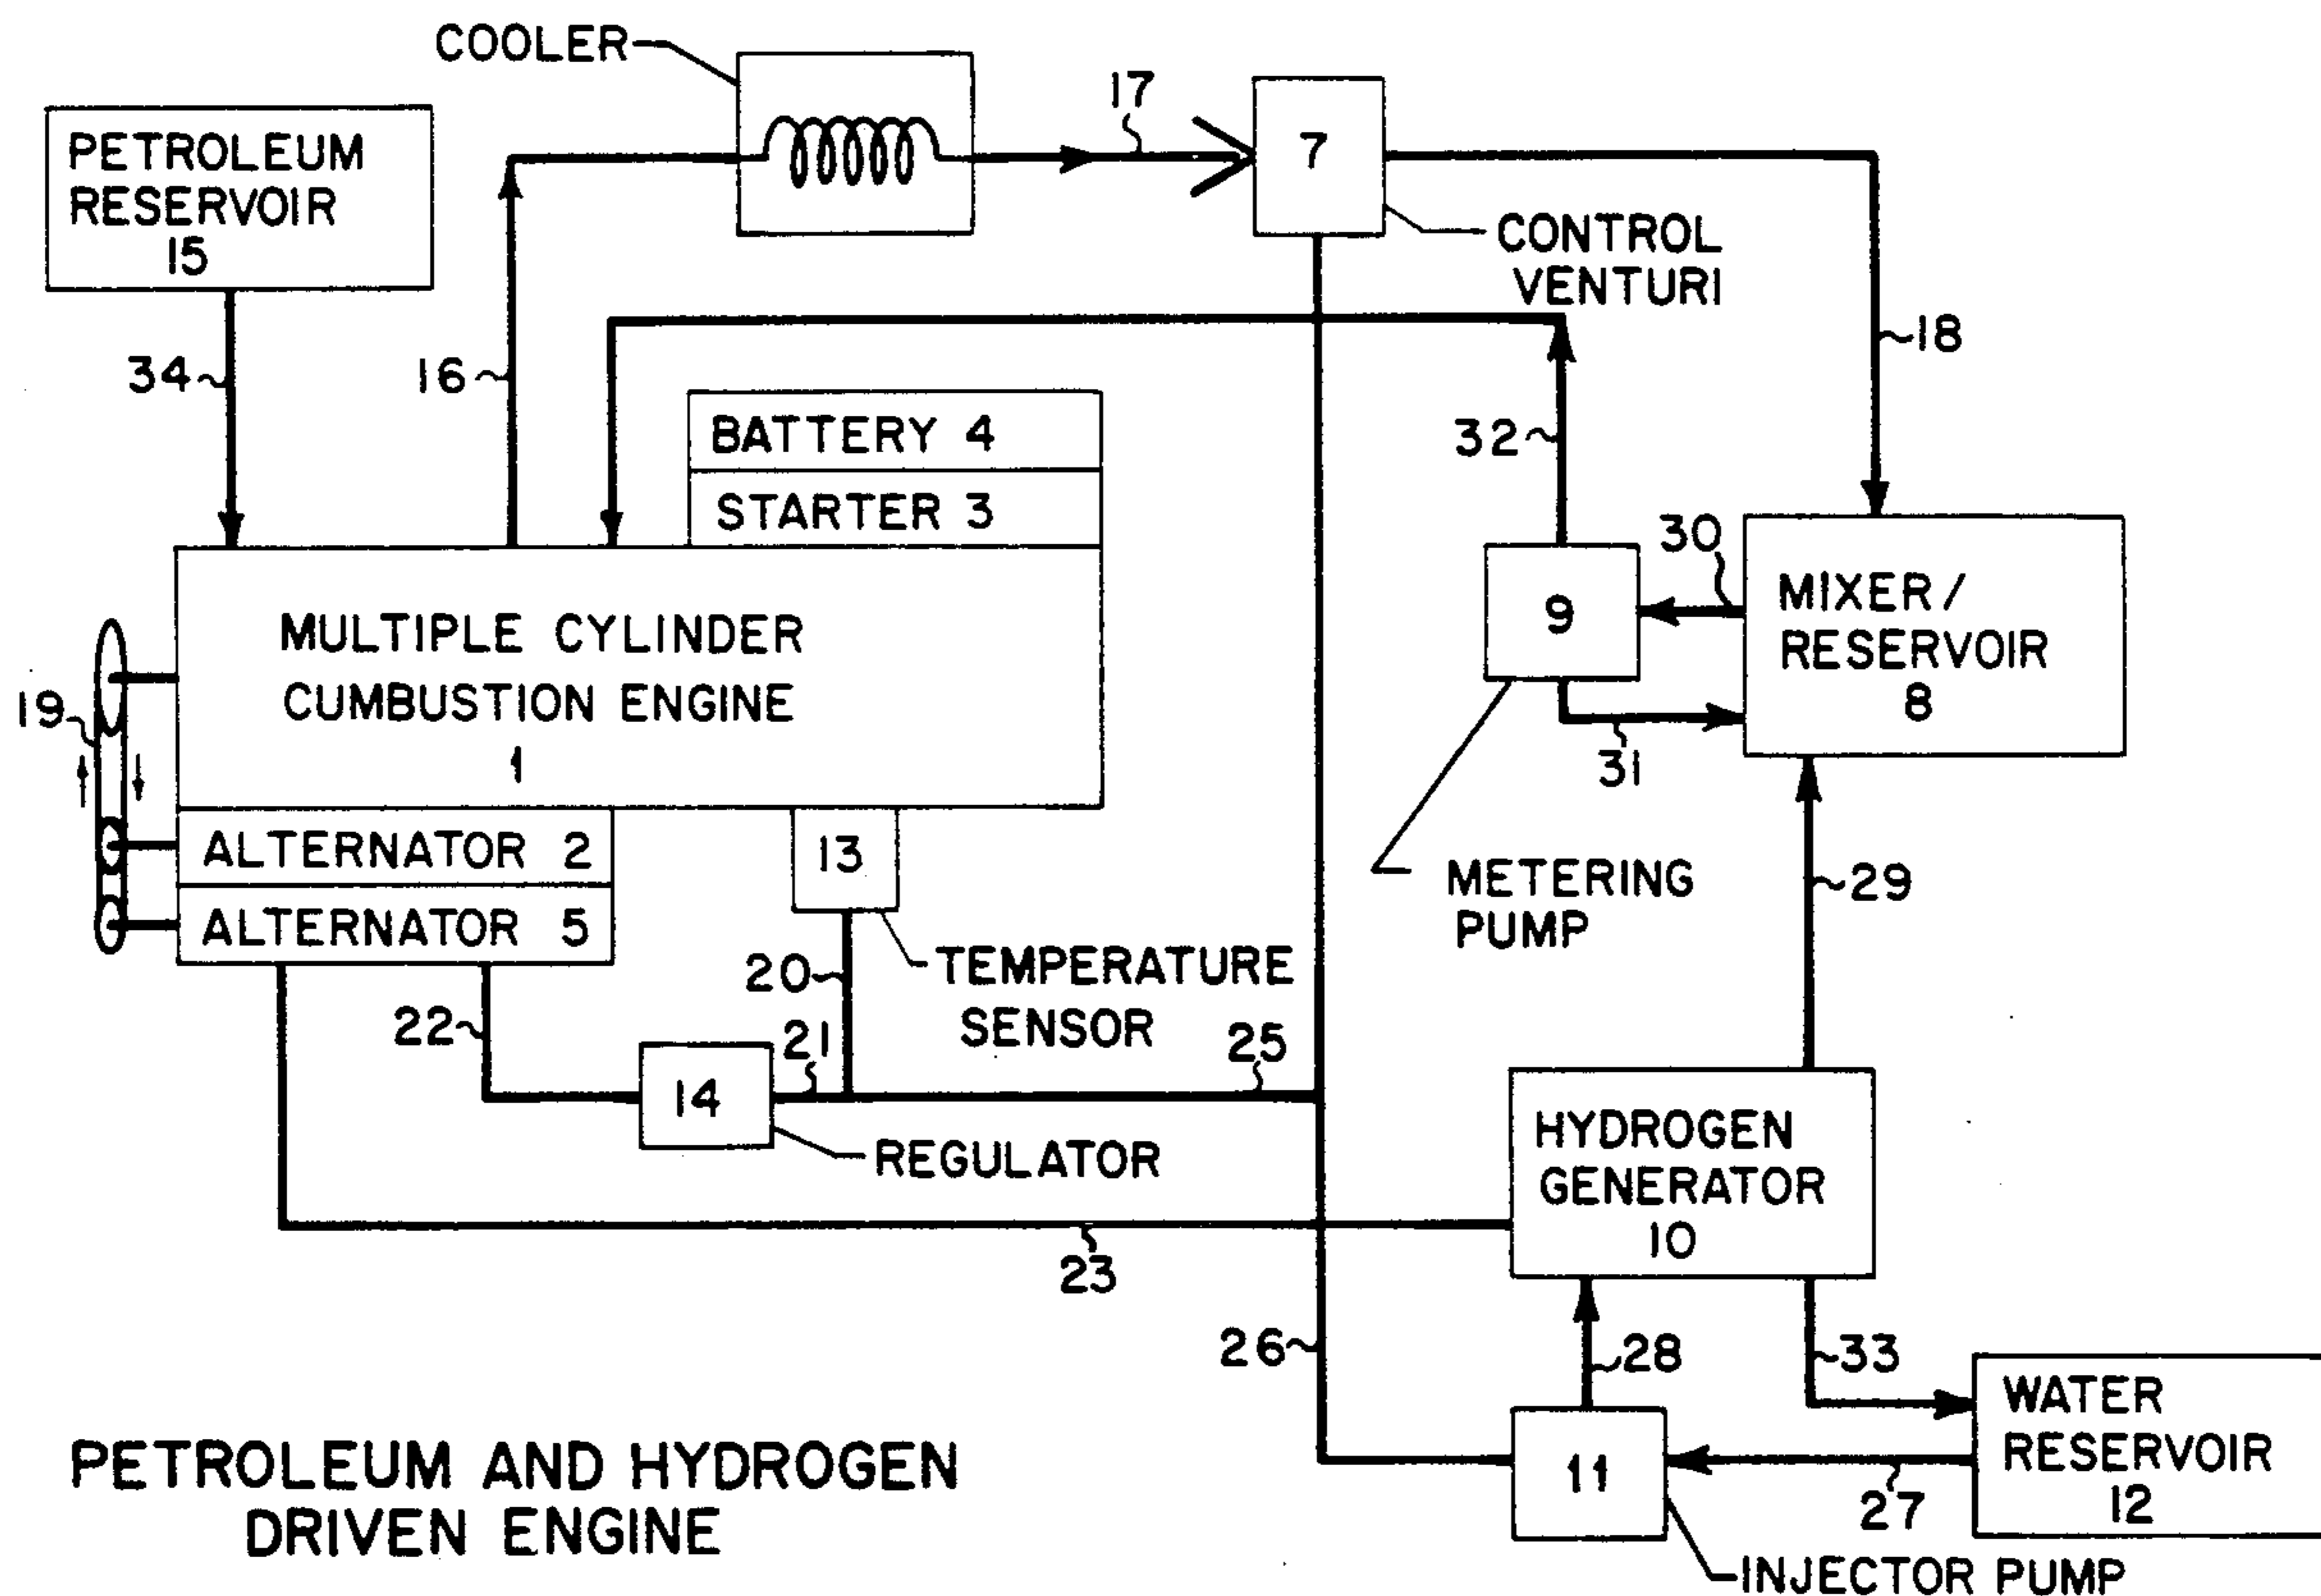 COOLER
17
PETROLEUM
RESERVOIR
15
7
CONTROL
VENTURI
34
16
18
BATTERY 4
32
STARTER 3
30
MIXER/
RESERVOIR
8
9
MULTIPLE CYLINDER
CUMBUSTION ENGINE
1
19
31
ALTERNATOR 2
13
METERING
PUMP
29
ALTERNATOR 5
20
TEMPERATURE
SENSOR
22
21
25
14
REGULATOR
HYDROGEN
GENERATOR
10
23
26
28
33
WATER
RESERVOIR
12
11
27
PETROLEUM AND HYDROGEN
DRIVEN ENGINE
INJECTOR PUMP